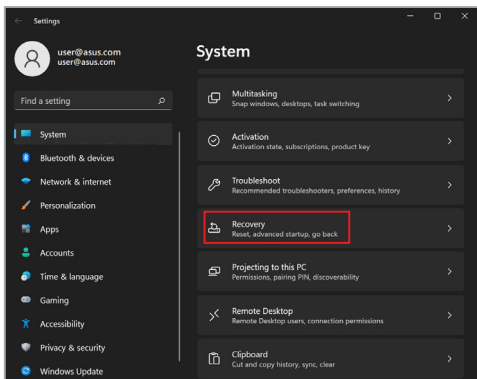 Settings
user@asus.com
user@asus.com
Find a setting
System
Bluetooth & devices
Network & internet
Personalization
Apps
Accounts
Time & language
Gaming
Accessibility
Privacy & security
Windows Update
System
Multitasking
Snap windows, desktops, task switching
Activation
Activation state, subscriptions, product key
Troubleshoot
Recommended troubleshooters, preferences, history
Recovery
Reset, advanced startup, go back
Projecting to this PC
Permissions, pairing PIN, discoverability
Remote Desktop
Remote Desktop users, connection permissions
Clipboard
Cut and copy history, sync, clear